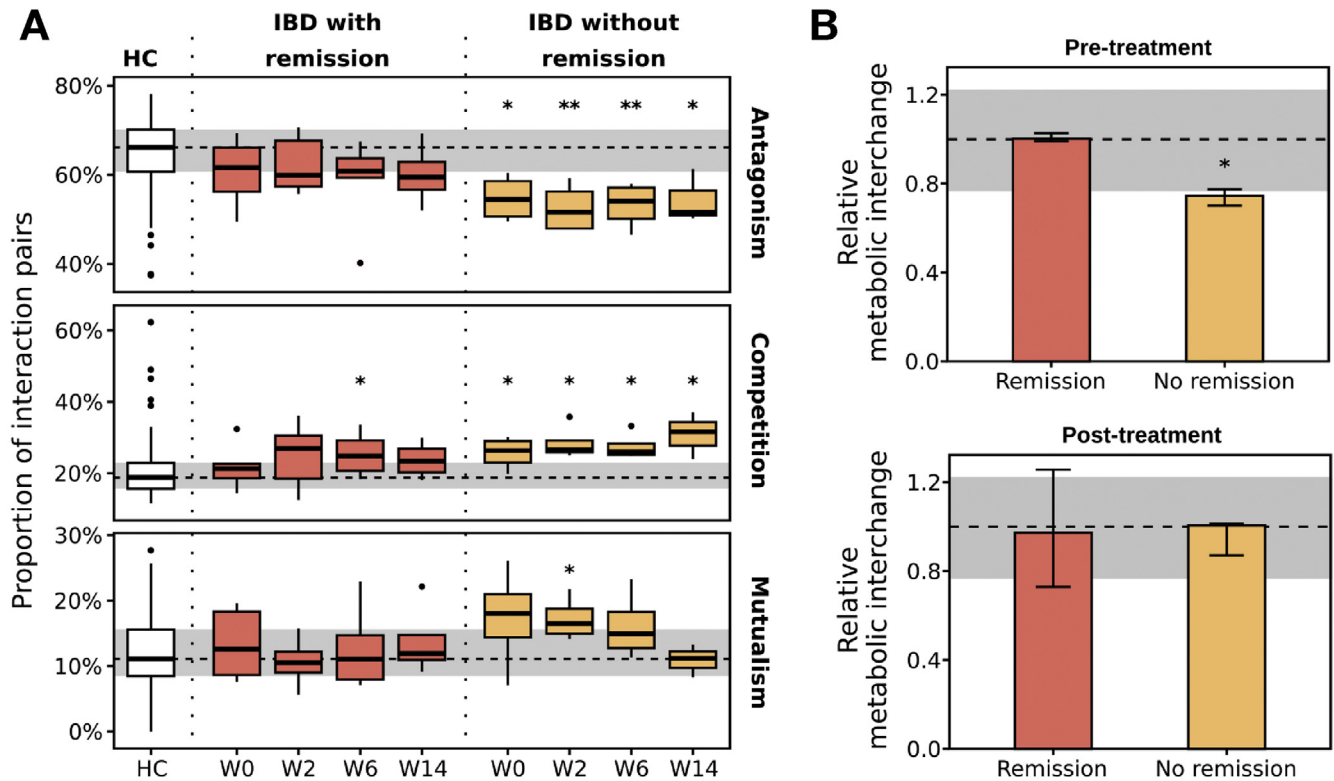 A
HC
IBD with
remission
IBD without
remission
Proportion of interaction pairs
80%
60%
40%
* ** ** *
Antagonism
60%
40%
20%
* * * * *
Competition
30%
20%
10%
0%
*
Mutualism
HC W0 W2 W6 W14 W0 W2 W6 W14
B
Pre-treatment
Relative
metabolic interchange
1.2
0.8
0.4
0.0
*
Remission No remission
Post-treatment
Relative
metabolic interchange
1.2
0.8
0.4
0.0
Remission No remission